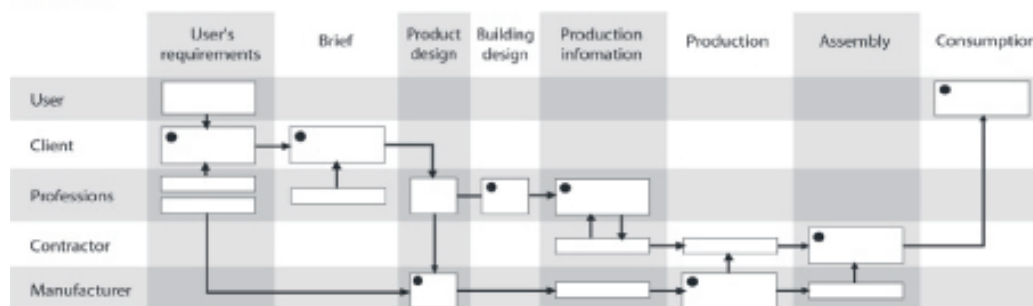 User's
requirements
Brief
Product
design
Building
design
Production
infomation
Production
Assembly
Consumption
User
Client
Professions
Contractor
Manufacturer